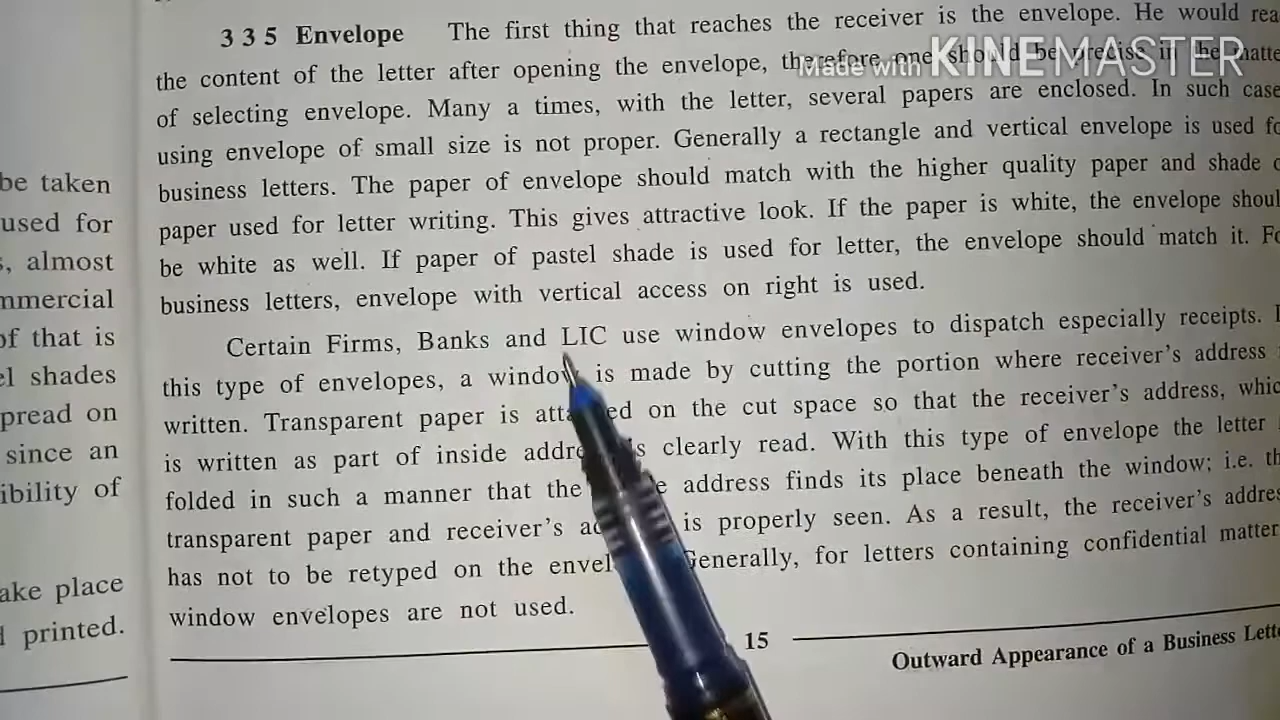 be taken
used for
almost
mmercial
of that is
shades
pread on
since an
ibility of
ake place
printed.
3 3 5 Envelope The first thing that reaches the receiver is the envelope. He would rea
the content of the letter after opening the envelope, therefore one should be precise in the matte
of selecting envelope. Many a times, with the letter, several papers are enclosed. In such case
using envelope of small size is not proper. Generally a rectangle and vertical envelope is used fo
business letters. The paper of envelope should match with the higher quality paper and shade o
paper used for letter writing. This gives attractive look. If the paper is white, the envelope shoul
be white as well. If paper of pastel shade is used for letter, the envelope should match it. Fo
business letters, envelope with vertical access on right is used.
Certain Firms, Banks and LIC use window envelopes to dispatch especially receipts. I
this type of envelopes, a window is made by cutting the portion where receiver's address
written. Transparent paper is att ed on the cut space so that the receiver's address, whic
is written as part of inside addre s clearly read. With this type of envelope the letter
folded in such a manner that the e address finds its place beneath the window; i.e. th
transparent paper and receiver's a is properly seen. As a result, the receiver's addres
has not to be retyped on the envel Generally, for letters containing confidential matter
window envelopes are not used.
15
Outward Appearance of a Business Lette
Made with KINEMASTER